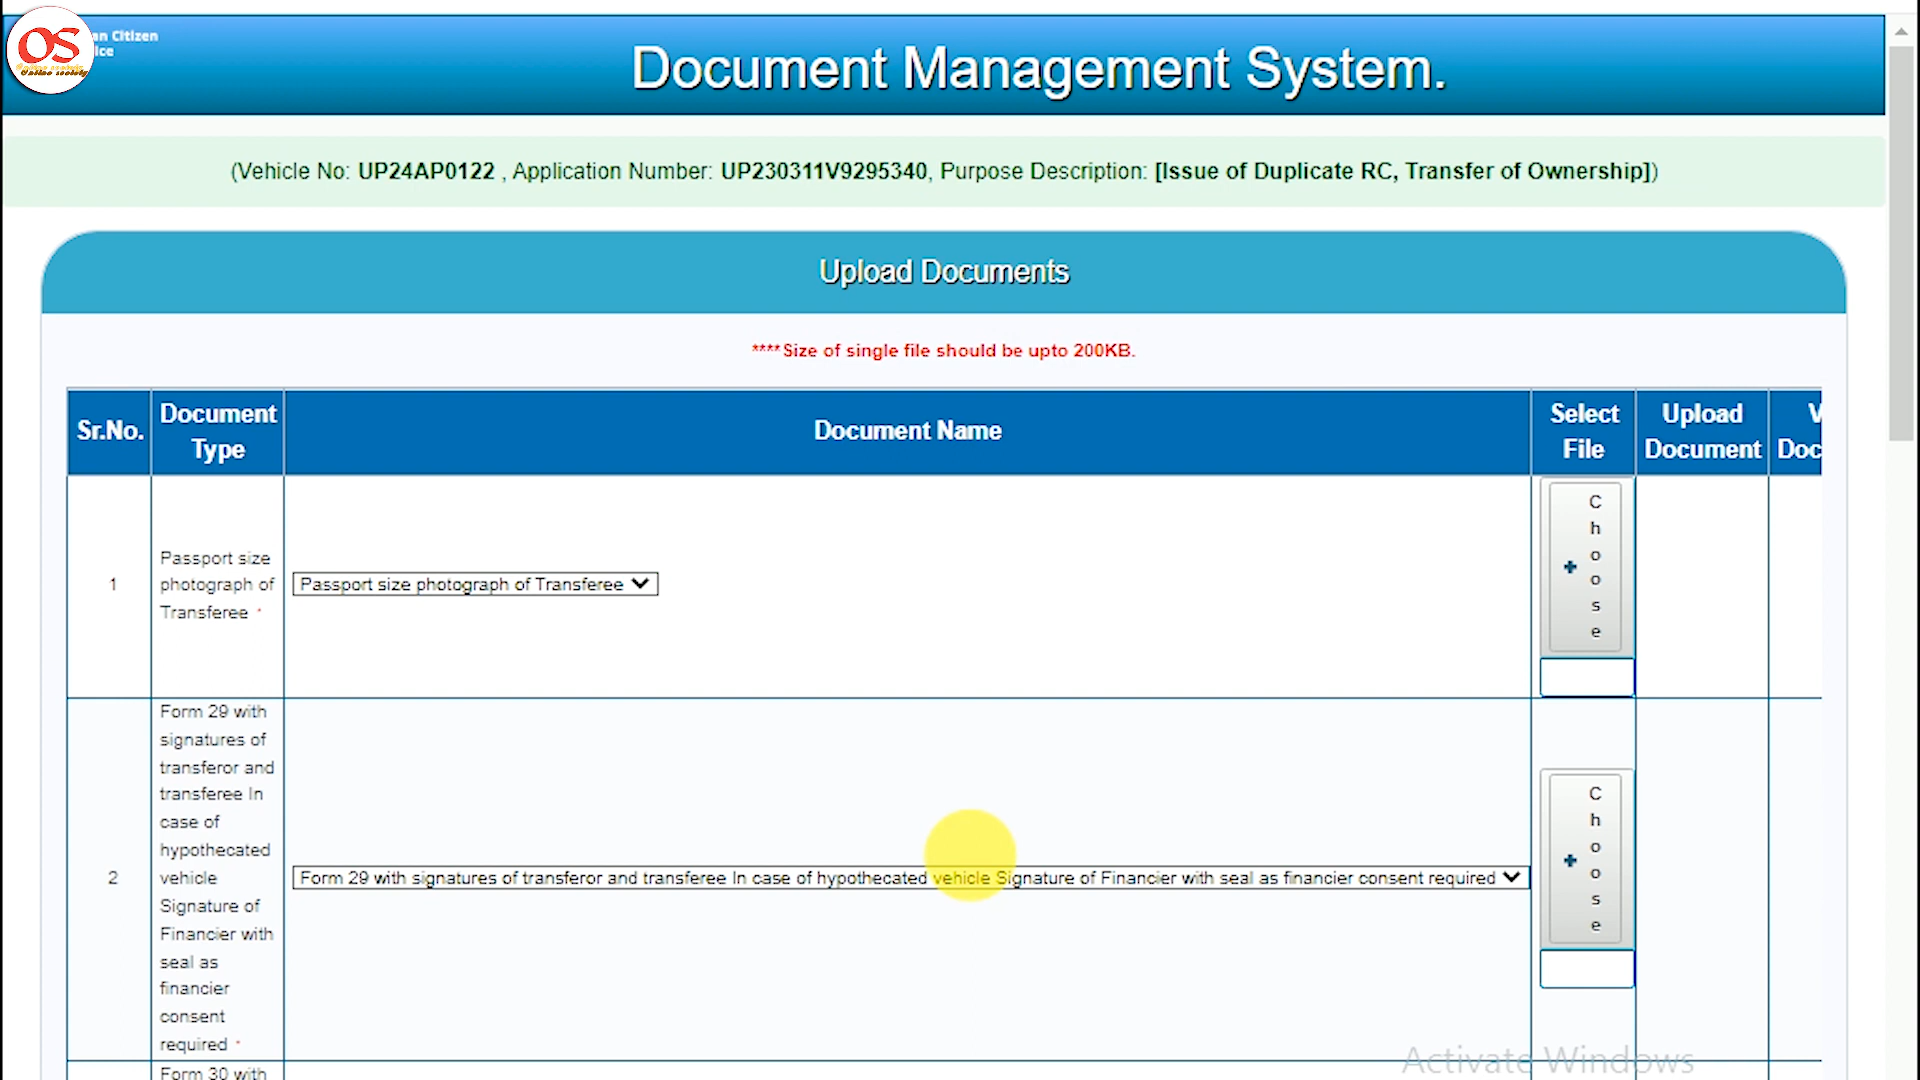 OS
Online society
an Citizen
ice
Document Management System.
(Vehicle No: UP24AP0122 , Application Number: UP230311V9295340, Purpose Description: [Issue of Duplicate RC, Transfer of Ownership])
Upload Documents
****Size of single file should be upto 200KB.
Sr.No.
Document
Type
Document Name
Select
File
Upload
Document
V
Doc
1
Passport size
photograph of
Transferee *
Passport size photograph of Transferee
+ Choose
2
Form 29 with
signatures of
transferor and
transferee In
case of
hypothecated
vehicle
Signature of
Financier with
seal as
financier
consent
required *
Form 29 with signatures of transferor and transferee In case of hypothecated vehicle Signature of Financier with seal as financier consent required
+ Choose
Form 30 with
Activate Windows